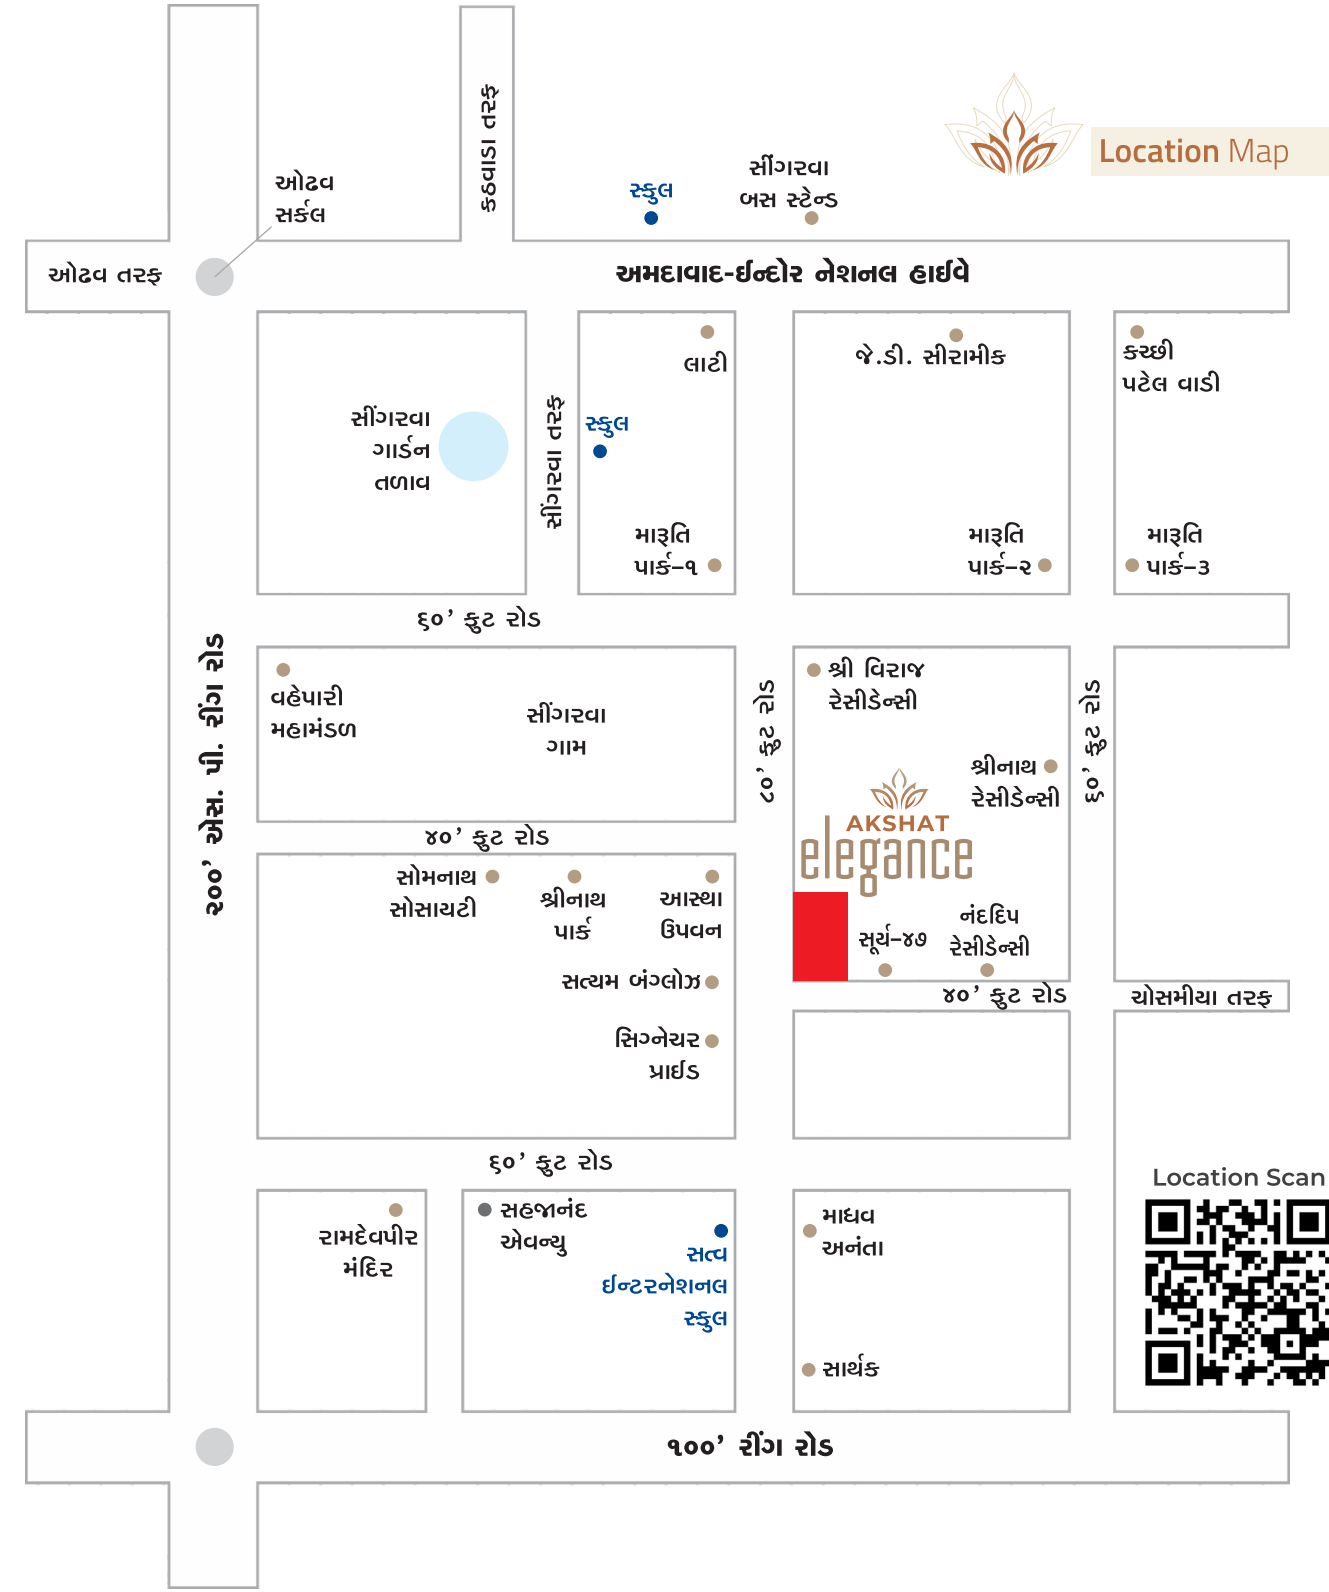 Location Map
કઠવાડા તરફ
સીંગરવા
બસ સ્ટેન્ડ
સ્કુલ
ઓઢવ
સર્કલ
ઓઢવ તરફ
અમદાવાદ-ઈન્દોર નેશનલ હાઈવે
લાટી
જે.ડી. સીરામીક
કચ્છી
પટેલ વાડી
સીંગરવા
ગાર્ડન
તળાવ
સીંગરવા તરફ
સ્કુલ
મારૂતિ
પાર્ક–૧
મારૂતિ
પાર્ક–૨
મારૂતિ
પાર્ક–૩
૬૦’ ફુટ રોડ
૨૦૦’ એસ. પી. રીંગ રોડ
વહેપારી
મહામંડળ
સીંગરવા
ગામ
૮૦’ ફુટ રોડ
શ્રી વિરાજ
રેસીડેન્સી
શ્રીનાથ
રેસીડેન્સી
૬૦’ ફુટ રોડ
AKSHAT
elegance
૪૦’ ફુટ રોડ
સોમનાથ
સોસાયટી
શ્રીનાથ
પાર્ક
આસ્થા
ઉપવન
સૂર્ય–૪૭
નંદદિપ
રેસીડેન્સી
સત્યમ બંગ્લોઝ
૪૦’ ફુટ રોડ
ચોસમીયા તરફ
સિગ્નેચર
પ્રાઈડ
૬૦’ ફુટ રોડ
Location Scan
રામદેવપીર
મંદિર
સહજાનંદ
એવન્યુ
સત્વ
ઈન્ટરનેશનલ
સ્કુલ
માધવ
અનંતા
સાર્થક
૧૦૦’ રીંગ રોડ